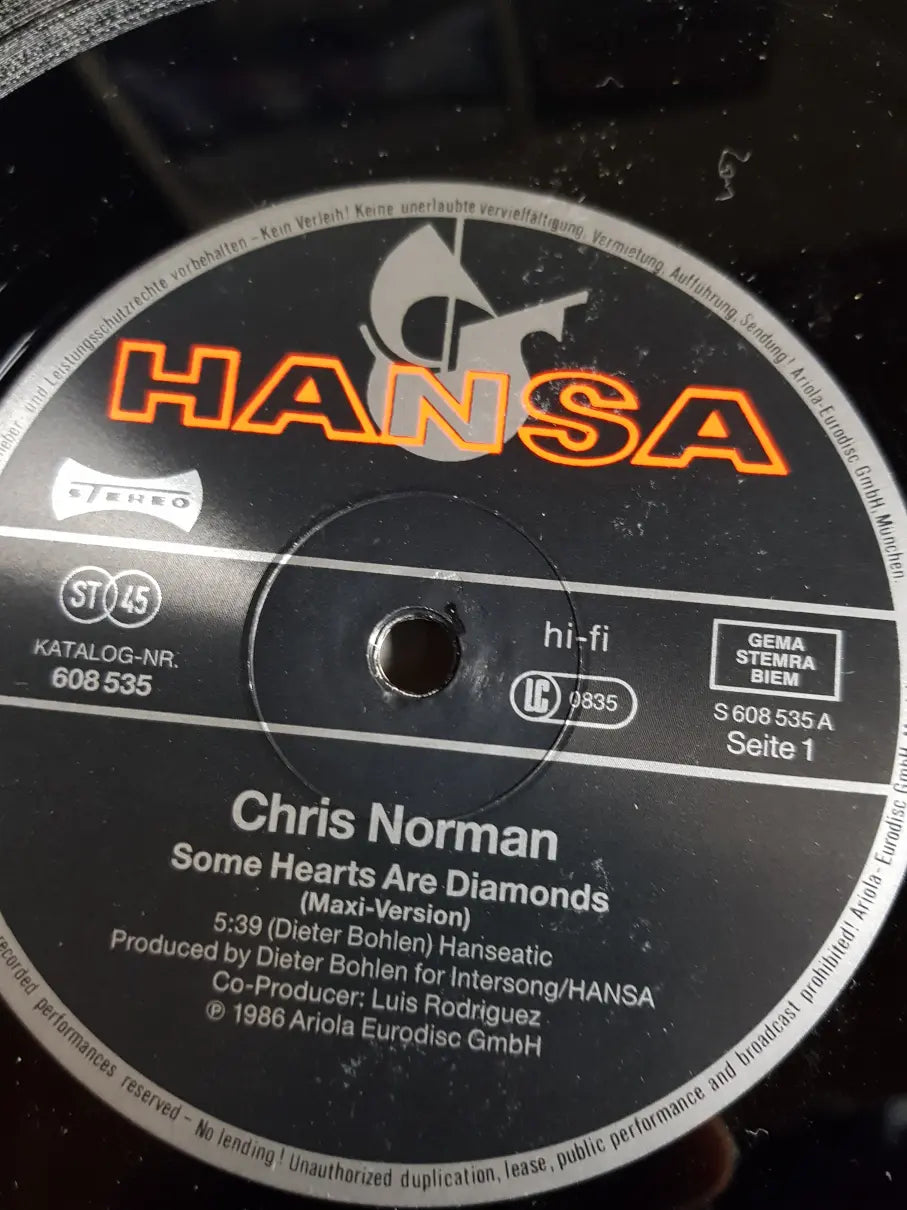 heber- und Leistungsschutzrechte vorbehalten - Kein Verleih! Keine unerlaubte Vervielfältigung, Vermietung, Aufführung, Sendung! Ariola-Eurodisc GmbH, München.
HANSA
STEREO
ST 45
KATALOG-NR.
608 535
hi-fi
LC 0835
GEMA
STEMRA
BIEM
S 608 535 A
Seite 1
Chris Norman
Some Hearts Are Diamonds
(Maxi-Version)
5:39 (Dieter Bohlen) Hanseatic
Produced by Dieter Bohlen for Intersong/HANSA
Co-Producer: Luis Rodriguez
℗ 1986 Ariola Eurodisc GmbH
recorded performances reserved - No lending! Unauthorized duplication, lease, public performance and broadcast prohibited! Ariola-Eurodisc GmbH